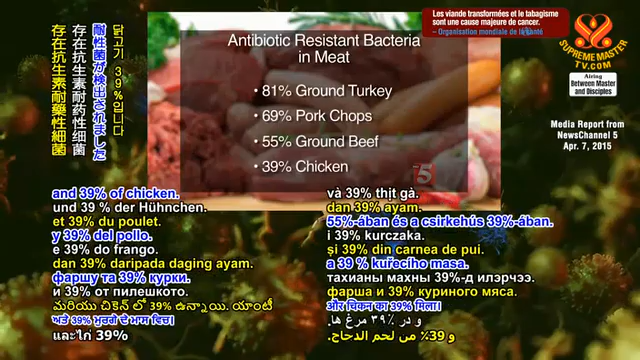 Les viande transformées et le tabagisme
sont une cause majeure de cancer.
– Organisation mondiale de la santé
SUPREME MASTER
TV.COM
Airing
Between Master
and Disciples
Media Report from
NewsChannel 5
Apr. 7, 2015
Antibiotic Resistant Bacteria
in Meat
• 81% Ground Turkey
• 69% Pork Chops
• 55% Ground Beef
• 39% Chicken
5
닭고기 39%입니다
耐性菌が検出されました
存在抗生素耐药性细菌
存在抗生素耐藥性細菌
and 39% of chicken.
und 39 % der Hühnchen.
et 39% du poulet.
y 39% del pollo.
e 39% do frango.
dan 39% daripada daging ayam.
фаршу та 39% курки.
и 39% от пилешкото.
మరియు చికెన్ లో 39% ఉన్నాయి. యాంటీ
ਅਤੇ 39% ਮੁਰਗੇ ਦੇ ਮਾਸ ਵਿਚ।
และไก่ 39%
và 39% thịt gà.
dan 39% ayam.
55%-ában és a csirkehús 39%-ában.
i 39% kurczaka.
și 39% din carnea de pui.
a 39 % kuřecího masa.
тахианы махны 39%-д илэрчээ.
фарша и 39% куриного мяса.
और चिकन का 39% मिला।
و در ۳۹٪ مرغ ها.
و 39٪ من لحم الدجاج.